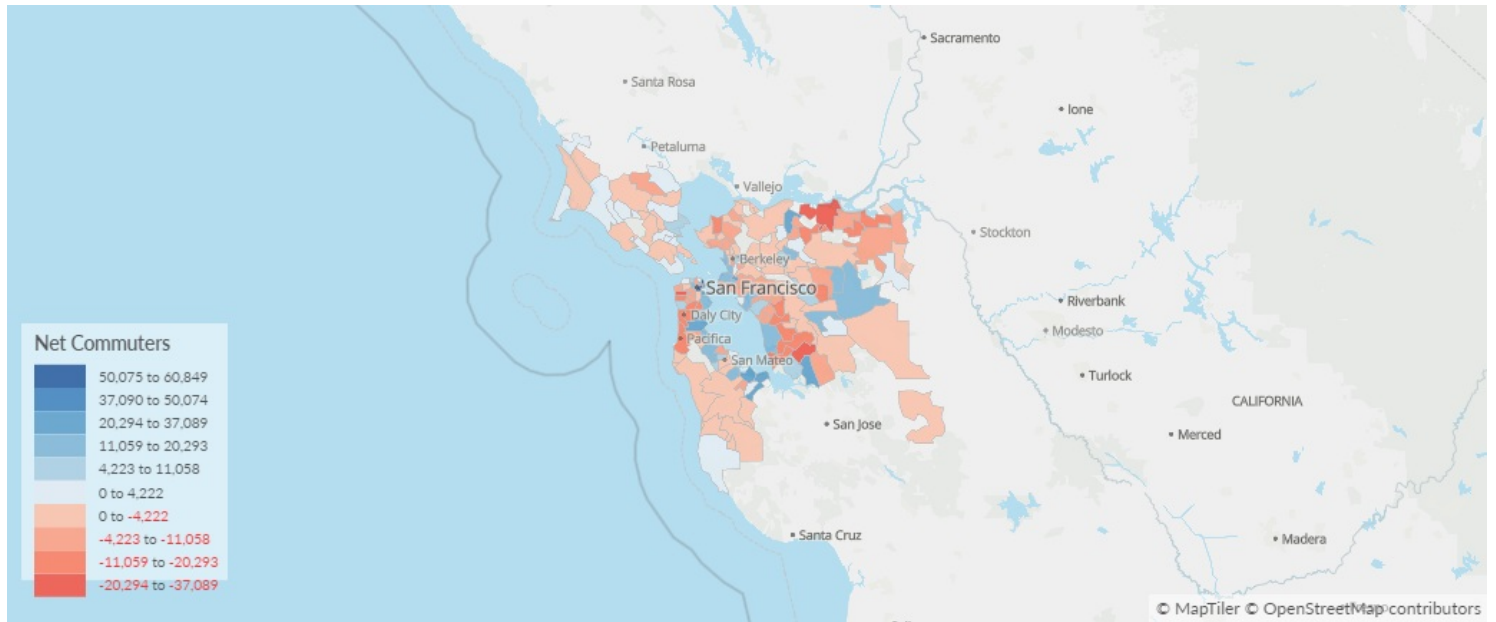 Sacramento
Santa Rosa
Ione
Petaluma
Vallejo
Stockton
Berkeley
San Francisco
Riverbank
Daly City
Modesto
Pacifica
San Mateo
Turlock
CALIFORNIA
San Jose
Merced
Santa Cruz
Madera
Net Commuters
50,075 to 60,849
37,090 to 50,074
20,294 to 37,089
11,059 to 20,293
4,223 to 11,058
0 to 4,222
0 to -4,222
-4,223 to -11,058
-11,059 to -20,293
-20,294 to -37,089
© MapTiler © OpenStreetMap contributors